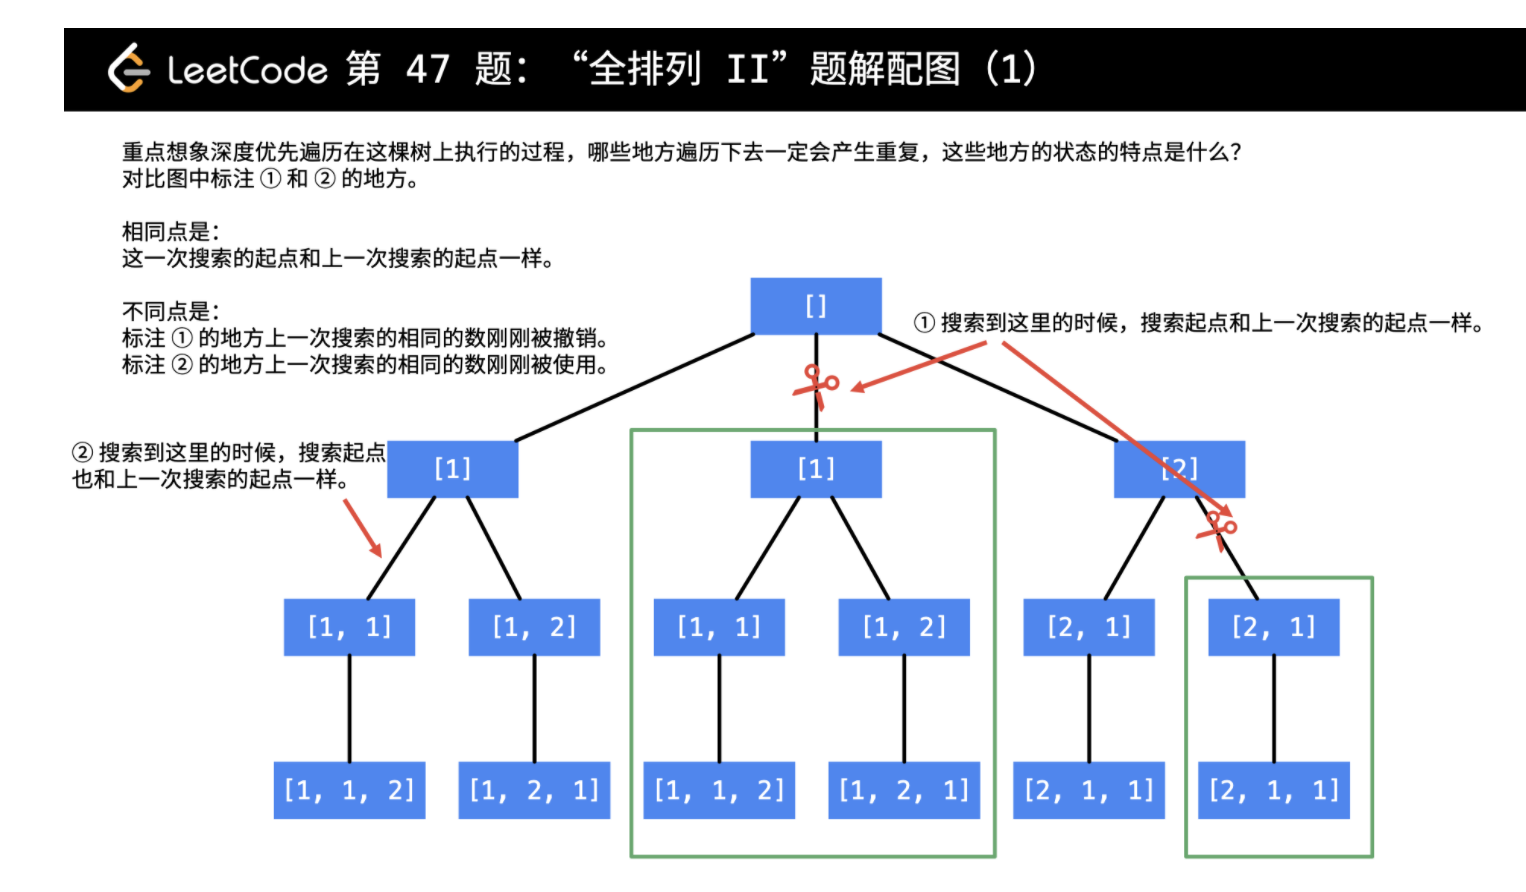 LeetCode 第 47 题：“全排列 II”题解配图（1）
重点想象深度优先遍历在这棵树上执行的过程，哪些地方遍历下去一定会产生重复，这些地方的状态的特点是什么？
对比图中标注 ① 和 ② 的地方。
相同点是：
这一次搜索的起点和上一次搜索的起点一样。
不同点是：
标注 ① 的地方上一次搜索的相同的数刚刚被撤销。
标注 ② 的地方上一次搜索的相同的数刚刚被使用。
[]
① 搜索到这里的时候，搜索起点和上一次搜索的起点一样。
② 搜索到这里的时候，搜索起点
也和上一次搜索的起点一样。
[1]
[1]
[2]
[1, 1]
[1, 2]
[1, 1]
[1, 2]
[2, 1]
[2, 1]
[1, 1, 2]
[1, 2, 1]
[1, 1, 2]
[1, 2, 1]
[2, 1, 1]
[2, 1, 1]